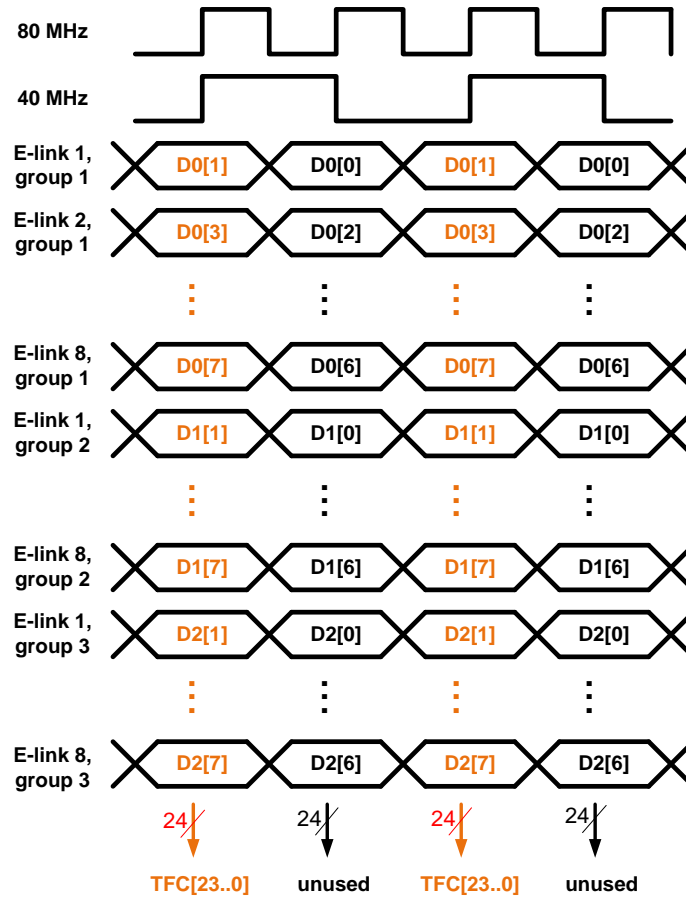 80 MHz
40 MHz
E-link 1,
group 1
D0[1] D0[0] D0[1] D0[0]
E-link 2,
group 1
D0[3] D0[2] D0[3] D0[2]
E-link 8,
group 1
D0[7] D0[6] D0[7] D0[6]
E-link 1,
group 2
D1[1] D1[0] D1[1] D1[0]
E-link 8,
group 2
D1[7] D1[6] D1[7] D1[6]
E-link 1,
group 3
D2[1] D2[0] D2[1] D2[0]
E-link 8,
group 3
D2[7] D2[6] D2[7] D2[6]
24 24 24 24
TFC[23..0] unused TFC[23..0] unused